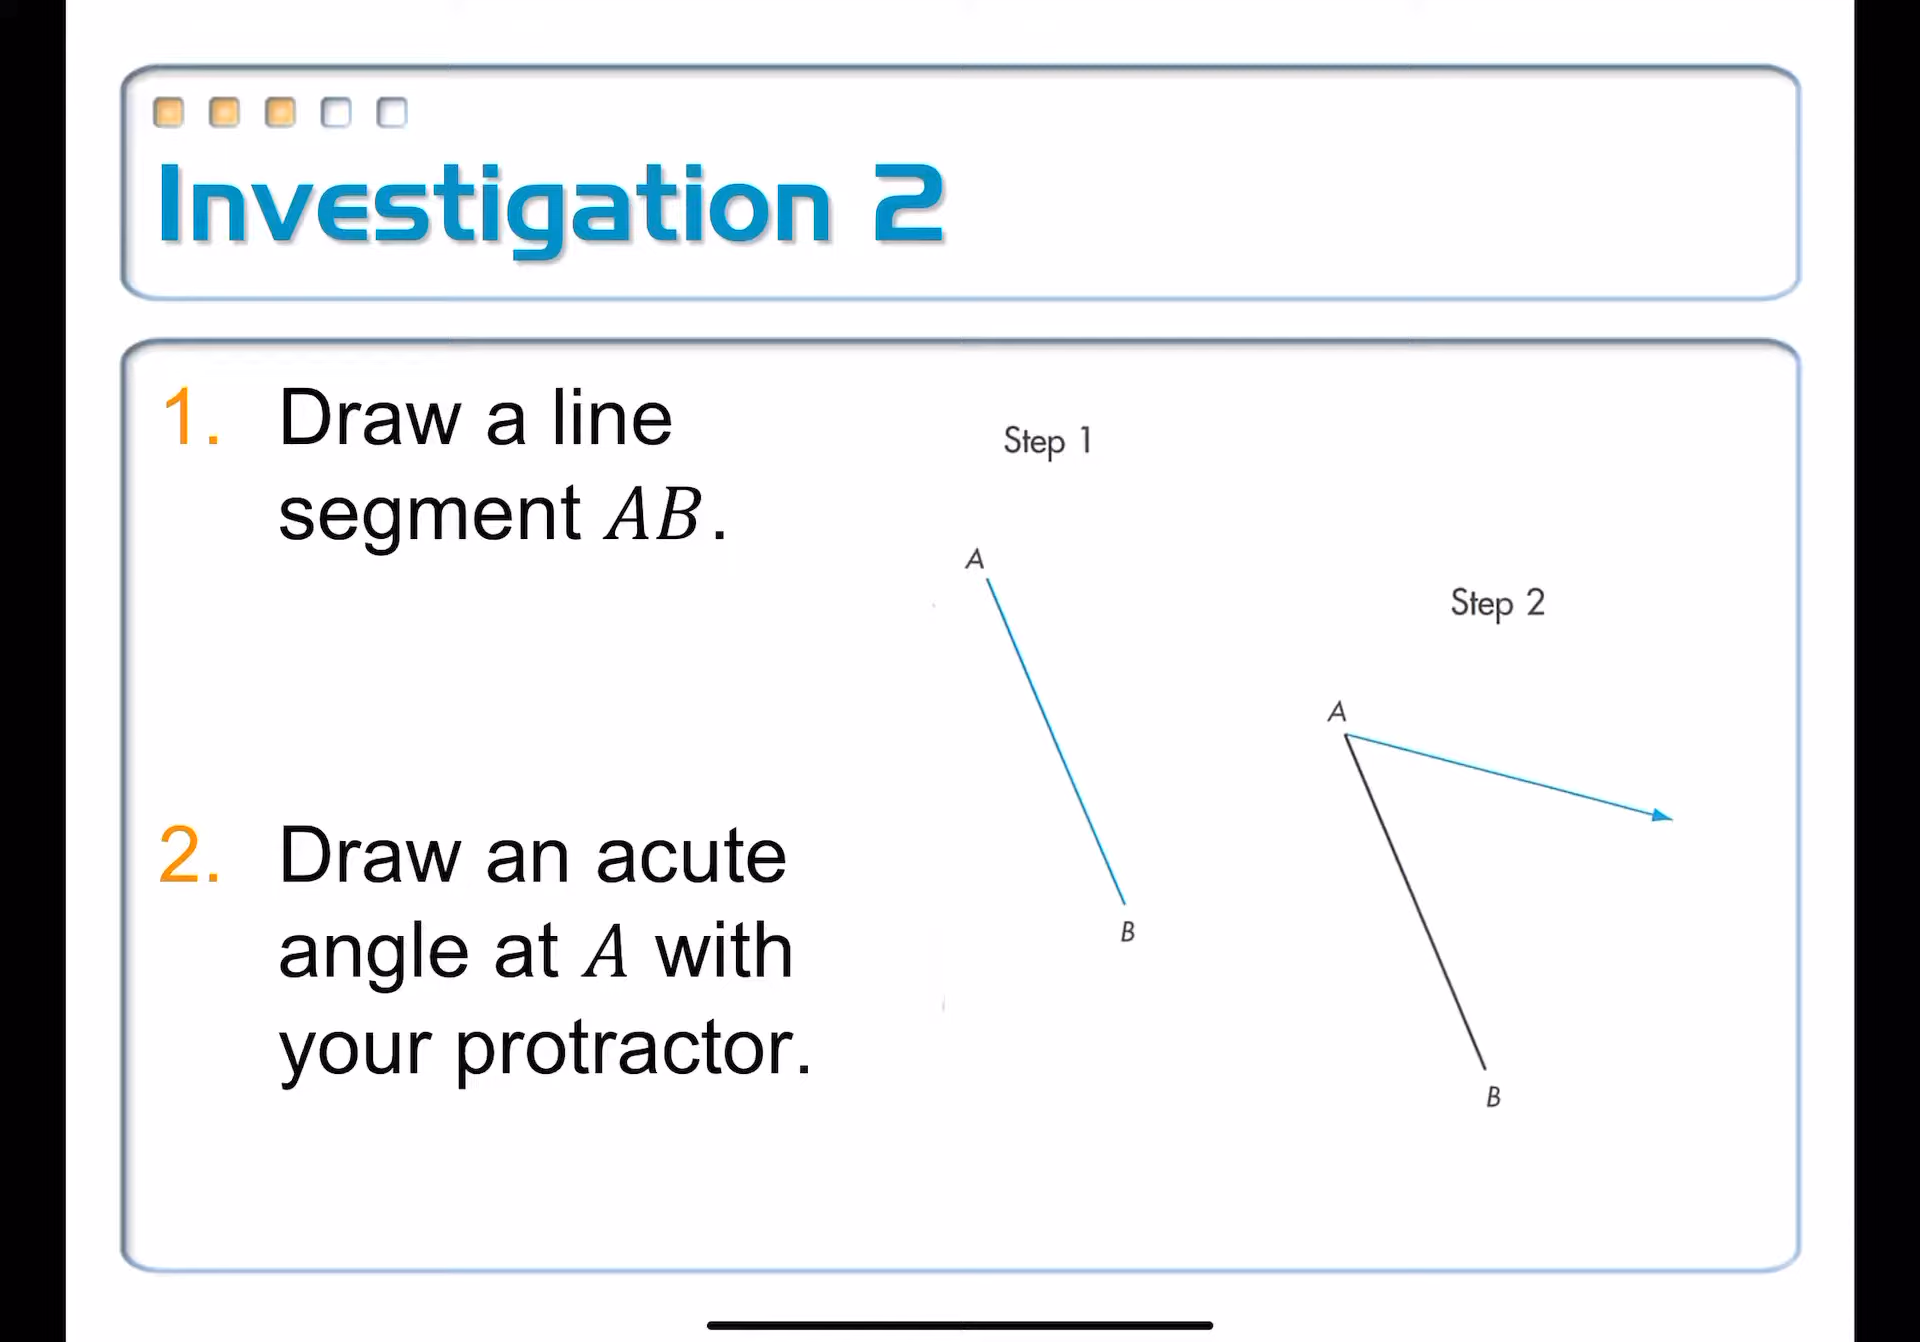 Investigation 2
1. Draw a line
segment AB.
Step 1
A
B
2. Draw an acute
angle at A with
your protractor.
Step 2
A
B